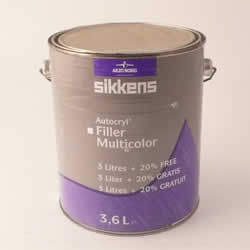 AKZO NOBEL
sikkens
Autocryl
Filler
Multicolor
3 Litres + 20% FREE
3 Liter + 20% GRATIS
3 Litres + 20% GRATUIT
3,6 L